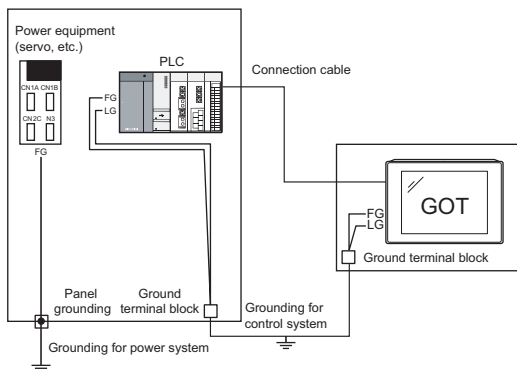 Power equipment
(servo, etc.)
PLC
Connection cable
CN1A CN1B
CN2C N3
FG
FG
LG
GOT
FG
LG
Ground terminal block
Panel
grounding
Ground
terminal block
Grounding for
control system
Grounding for power system